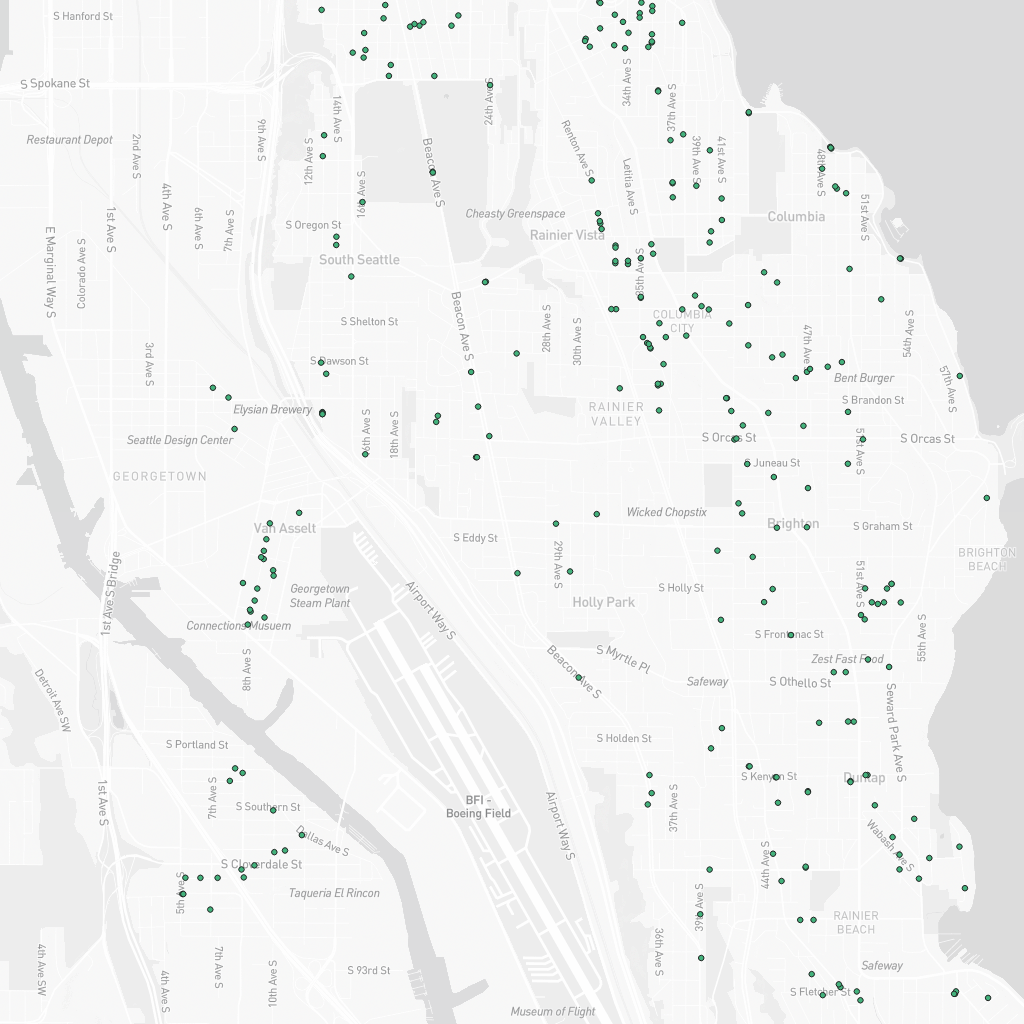 S Hanford St
S Spokane St
Restaurant Depot
2nd Ave S
9th Ave S
14th Ave S
12th Ave S
24th Ave S
34th Ave S
37th Ave S
39th Ave S
41st Ave S
48th Ave S
51st Ave S
Renton Ave S
Letitia Ave S
Beacon Ave S
16th Ave S
4th Ave S
1st Ave S
6th Ave S
7th Ave S
Cheasty Greenspace
Columbia
S Oregon St
Rainier Vista
South Seattle
E Marginal Way S
Colorado Ave S
35th Ave S
S Shelton St
Beacon Ave S
28th Ave S
30th Ave S
COLUMBIA
CITY
47th Ave S
54th Ave S
3rd Ave S
S Dawson St
Bent Burger
57th Ave S
S Brandon St
Elysian Brewery
RAINIER
VALLEY
Seattle Design Center
16th Ave S
18th Ave S
S Orcas St
51st Ave S
S Orcas St
GEORGETOWN
S Juneau St
Wicked Chopstix
Brighton
S Graham St
Van Asselt
S Eddy St
29th Ave S
BRIGHTON
BEACH
1st Ave S Bridge
Georgetown
Steam Plant
Airport Way S
S Holly St
51st Ave S
Holly Park
Connections Musuem
S Frontenac St
55th Ave S
8th Ave S
S Myrtle Pl
Beacon Ave S
Zest Fast Food
Safeway
S Othello St
Detroit Ave SW
Seward Park Ave S
S Holden St
S Portland St
S Kenyon St
Dunlap
1st Ave S
7th Ave S
S Southern St
BFI -
Boeing Field
Airport Way S
37th Ave S
Dallas Ave S
Wabash Ave S
S Cloverdale St
44th Ave S
5th Ave S
Taqueria El Rincon
39th Ave S
RAINIER
BEACH
36th Ave S
4th Ave SW
4th Ave S
7th Ave S
10th Ave S
S 93rd St
Safeway
S Fletcher St
Museum of Flight